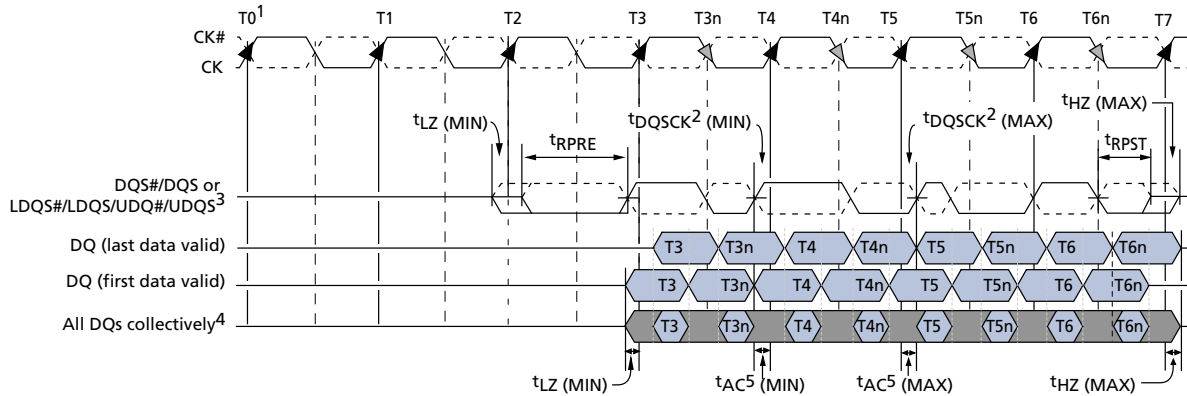 T0¹ T1 T2 T3 T3n T4 T4n T5 T5n T6 T6n T7
CK#
CK
tHZ (MAX)
tLZ (MIN) tDQSCK² (MIN) tDQSCK² (MAX)
tRPRE tRPST
DQS#/DQS or
LDQS#/LDQS/UDQ#/UDQS³
DQ (last data valid) T3 T3n T4 T4n T5 T5n T6 T6n
DQ (first data valid) T3 T3n T4 T4n T5 T5n T6 T6n
All DQs collectively⁴ T3 T3n T4 T4n T5 T5n T6 T6n
tLZ (MIN) tAC⁵ (MIN) tAC⁵ (MAX) tHZ (MAX)